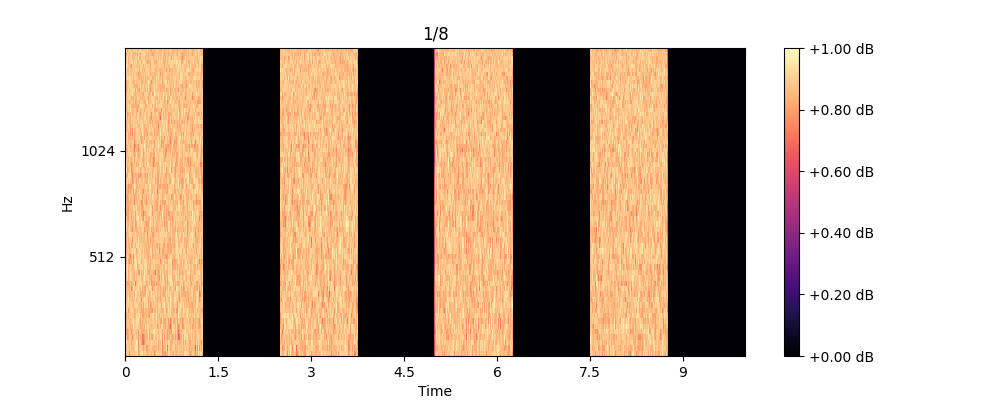 1/8
Hz
1024
512
0 1.5 3 4.5 6 7.5 9
Time
+1.00 dB
+0.80 dB
+0.60 dB
+0.40 dB
+0.20 dB
+0.00 dB